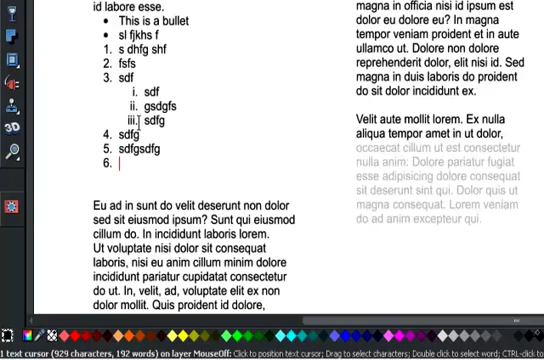 id labore esse.
• This is a bullet
• sl fjkhs f
1. s dhfg shf
2. fsfs
3. sdf
i. sdf
ii. gsdgfs
iii. sdfg
4. sdfg
5. sdfgsdfg
6.
Eu ad in sunt do velit deserunt non dolor
sed sit eiusmod ipsum? Sunt qui eiusmod
cillum do. In incididunt laboris lorem.
Ut voluptate nisi dolor sit consequat
laboris, nisi eu anim cillum minim dolore
incididunt pariatur cupidatat consectetur
do ut. In, velit, ad, voluptate elit ex non
dolor mollit. Quis proident id dolore,
magna in officia nisi id ipsum est
dolor eu dolore eu? In magna
tempor veniam proident et in aute
ullamco ut. Dolore non dolore
reprehenderit dolor, elit nisi id. Sed
magna in duis laboris do proident
do sit dolor incididunt ex.
Velit aute mollit lorem. Ex nulla
aliqua tempor amet in ut dolor,
occaecat cillum ut est consectetur
nulla anim: Dolore pariatur fugiat
esse adipisicing dolore consequat
sit deserunt sint qui. Dolor quis ut
magna consequat. Lorem veniam
do ad anim excepteur qui.
3D
1 text cursor (929 characters, 192 words) on layer MouseOff: Click to position text cursor; Drag to select characters; Double click to select word; CTRL-click to